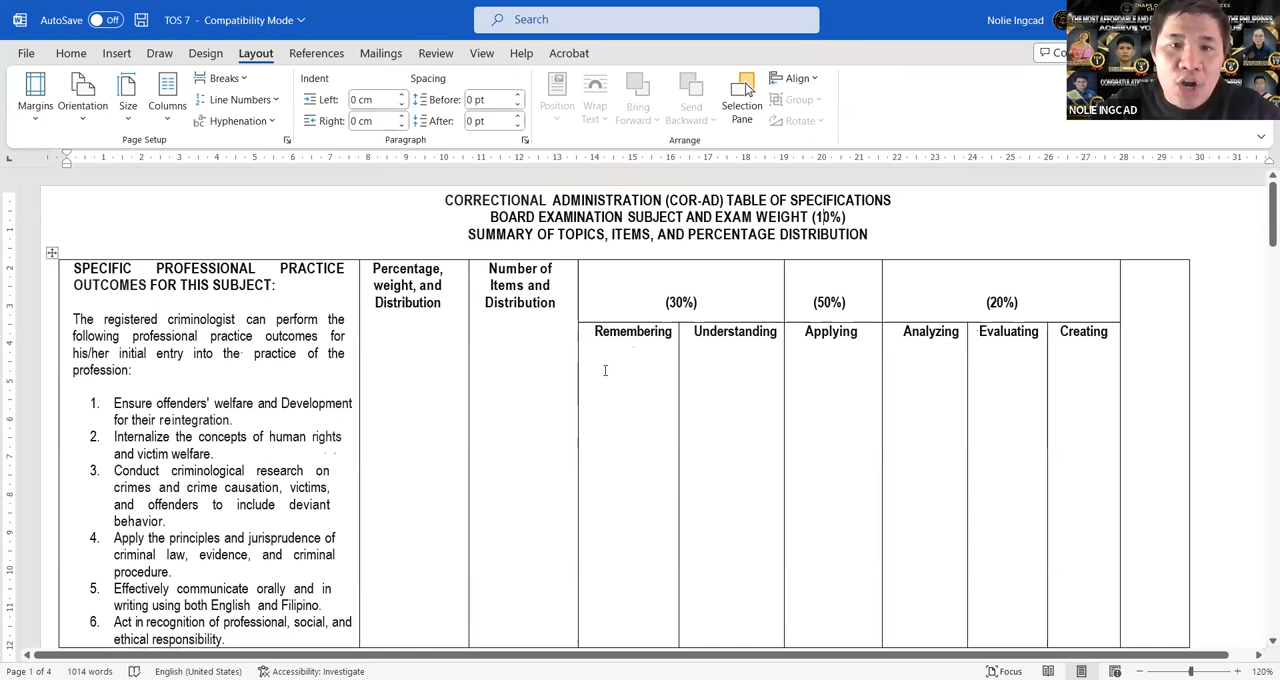 AutoSave Off TOS 7 - Compatibility Mode Search Nolie Ingcad
File Home Insert Draw Design Layout References Mailings Review View Help Acrobat
Margins
Orientation
Size
Columns
Breaks
Line Numbers
Hyphenation
Page Setup
Indent
Left: 0 cm
Right: 0 cm
Spacing
Before: 0 pt
After: 0 pt
Paragraph
Position
Wrap
Text
Bring
Forward
Send
Backward
Selection
Pane
Align
Group
Rotate
Arrange
NOLIE INGC AD
CORRECTIONAL ADMINISTRATION (COR-AD) TABLE OF SPECIFICATIONS
BOARD EXAMINATION SUBJECT AND EXAM WEIGHT (10%)
SUMMARY OF TOPICS, ITEMS, AND PERCENTAGE DISTRIBUTION
SPECIFIC PROFESSIONAL PRACTICE
OUTCOMES FOR THIS SUBJECT:
The registered criminologist can perform the
following professional practice outcomes for
his/her initial entry into the practice of the
profession:
1. Ensure offenders' welfare and Development
for their reintegration.
2. Internalize the concepts of human rights
and victim welfare.
3. Conduct criminological research on
crimes and crime causation, victims,
and offenders to include deviant
behavior.
4. Apply the principles and jurisprudence of
criminal law, evidence, and criminal
procedure.
5. Effectively communicate orally and in
writing using both English and Filipino.
6. Act in recognition of professional, social, and
ethical responsibility.
Percentage,
weight, and
Distribution
Number of
Items and
Distribution
(30%) (50%) (20%)
Remembering Understanding Applying Analyzing Evaluating Creating
Page 1 of 4 1014 words English (United States) Accessibility: Investigate Focus 120%